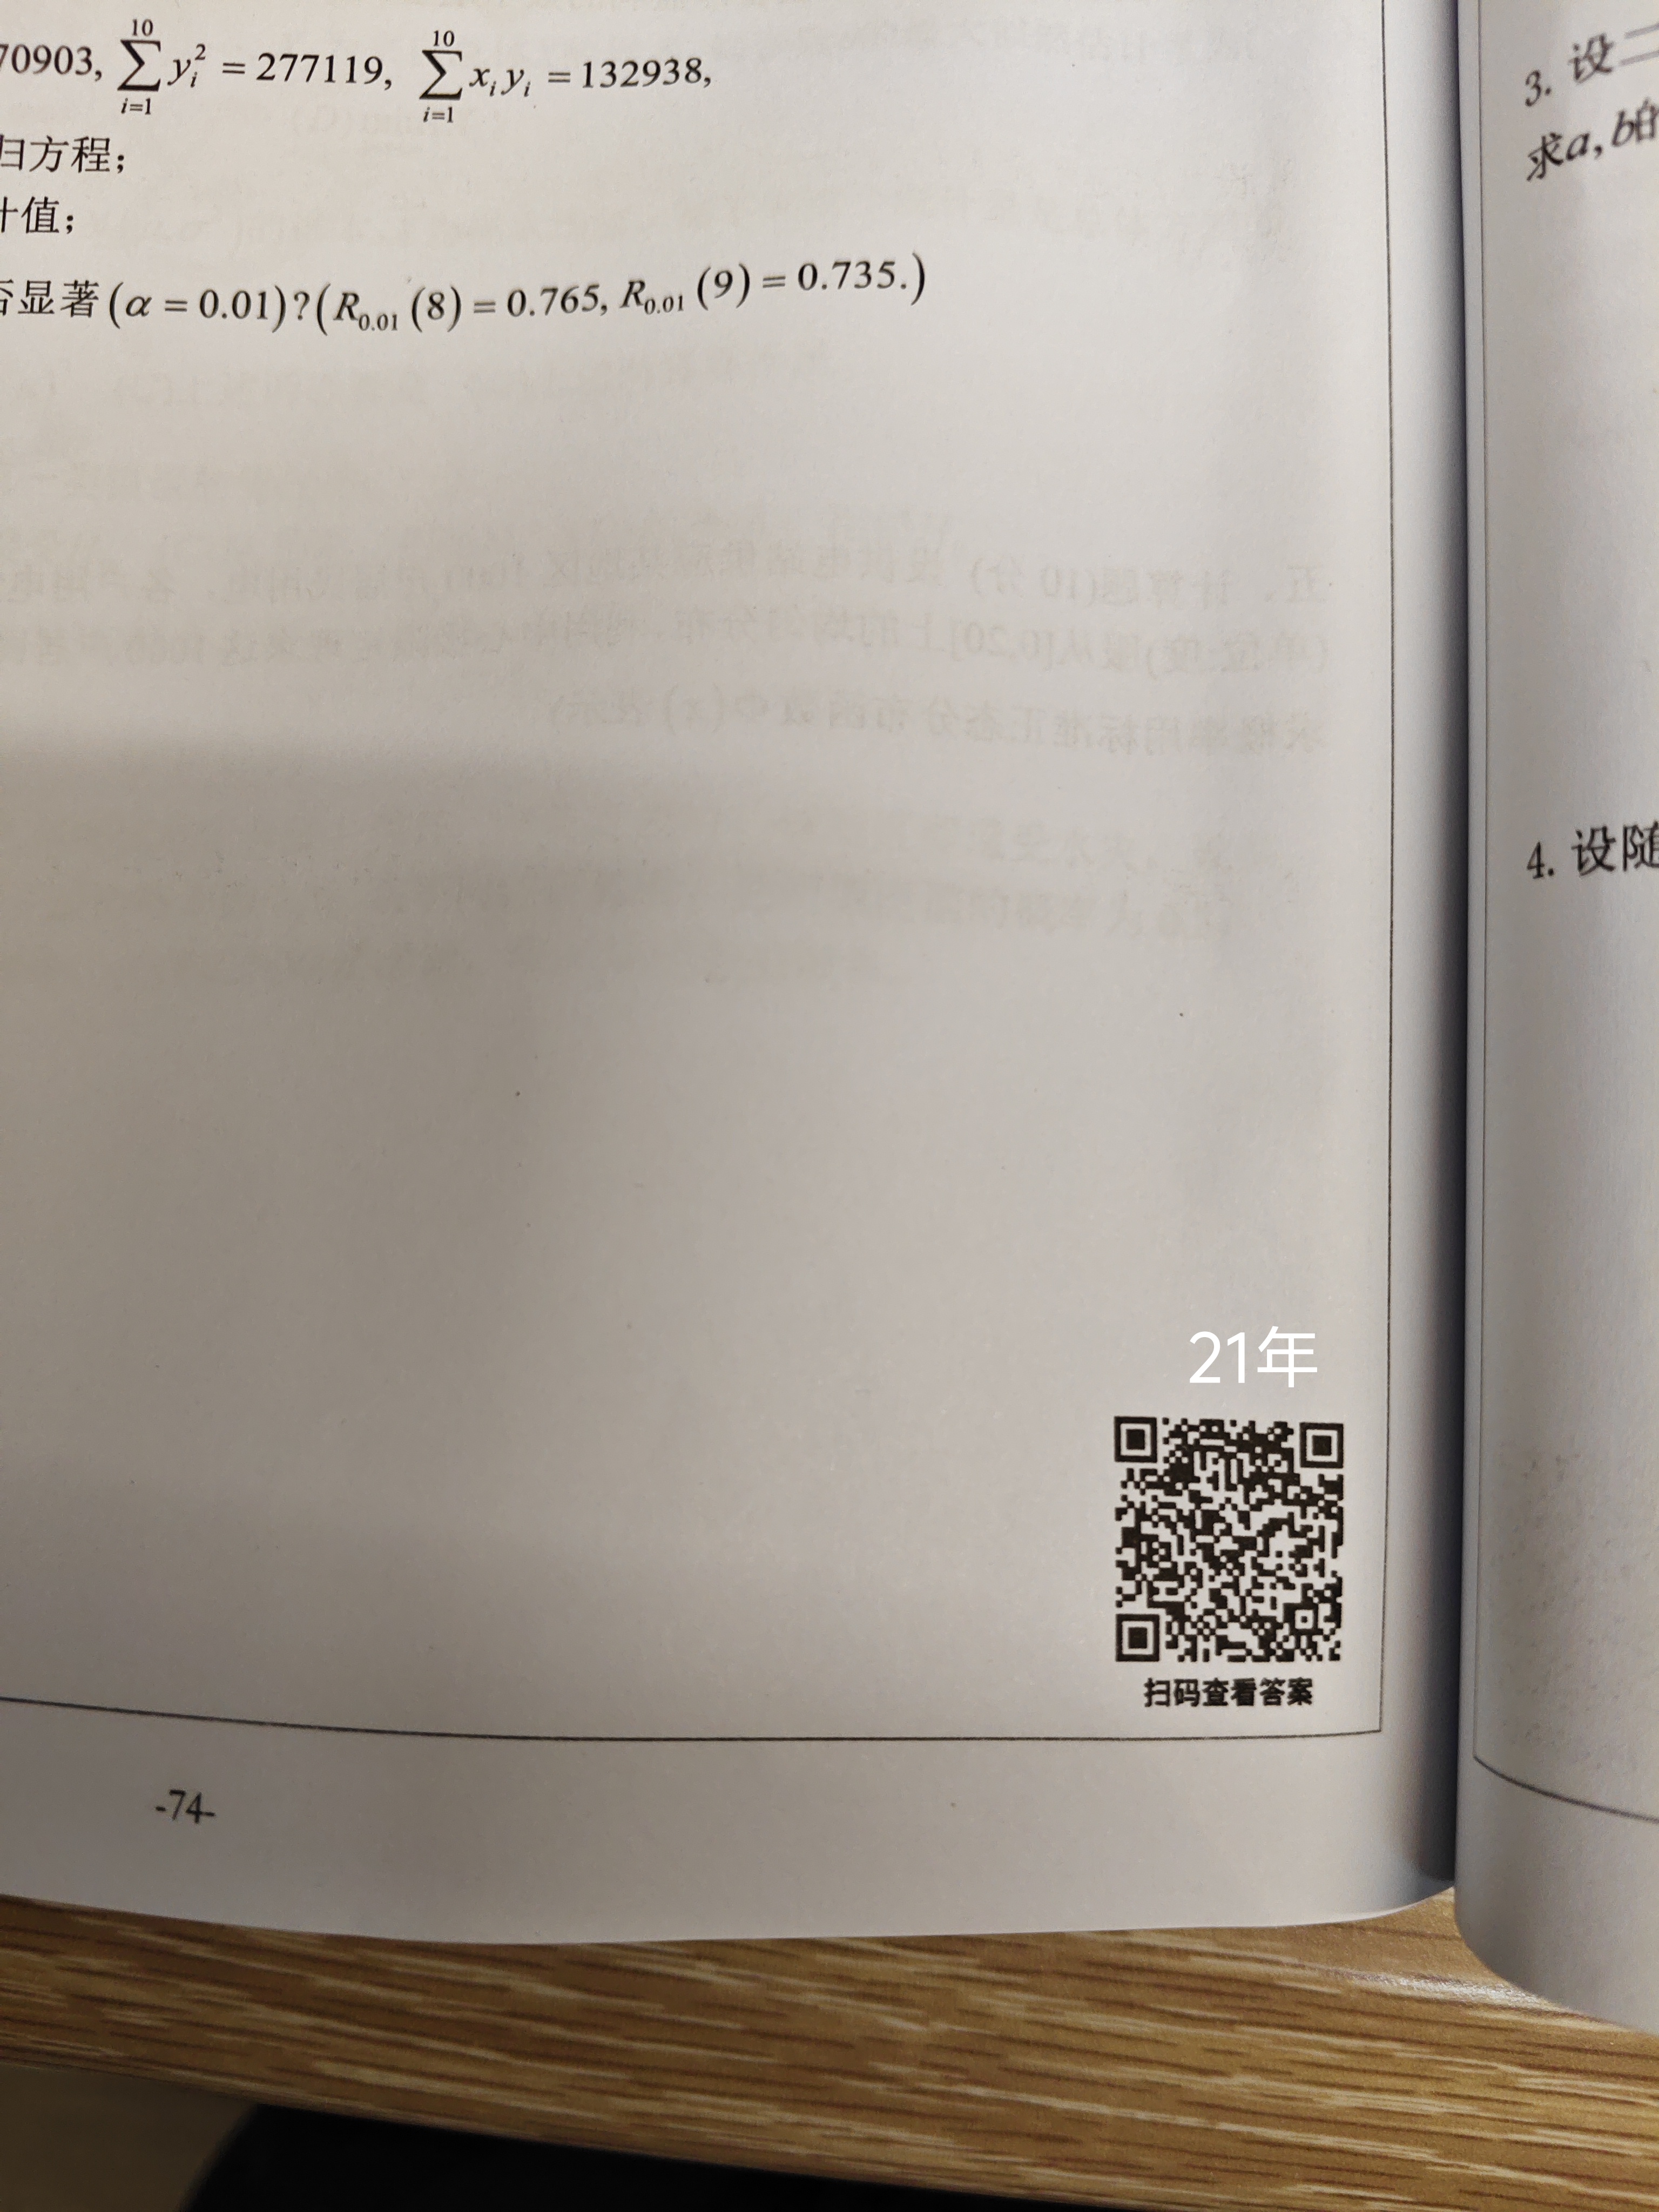 70903, \sum_{i=1}^{10} y_i^2 = 277119, \sum_{i=1}^{10} x_i y_i = 132938,
归方程;
计值;
否显著(α = 0.01)?(R_{0.01}(8) = 0.765, R_{0.01}(9) = 0.735.)
21年
扫码查看答案
-74-
3. 设二
求a, b的
4. 设随